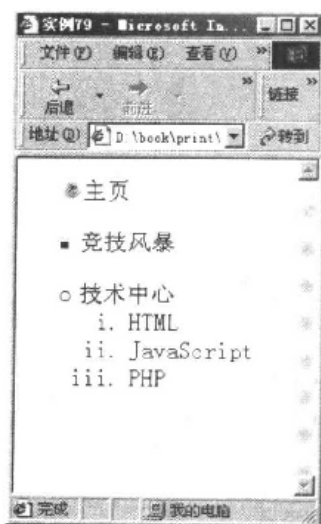 实例79 - Microsoft In...
文件(F) 编辑(E) 查看(V) »
后退 前进 » 链接 »
地址(D) D:\book\print\ 转到
主页
▪ 竞技风暴
○ 技术中心
i. HTML
ii. JavaScript
iii. PHP
完成 我的电脑